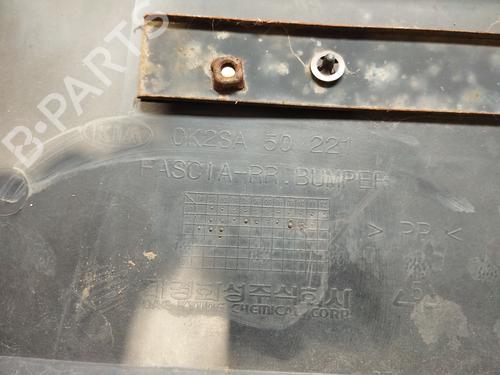 B-PARTS
KIA 0K2SA 50 221
FASCIA-RR.BUMPER
> PP <
CHEMICAL CORP.